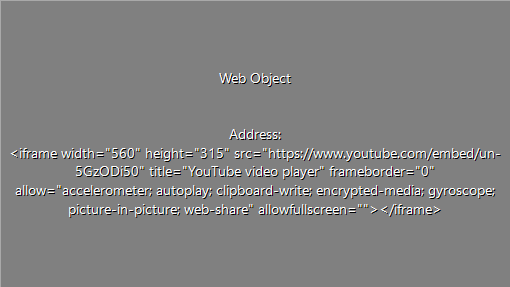 Web Object
Address:
<iframe width="560" height="315" src="https://www.youtube.com/embed/un-
5GzODi50" title="YouTube video player" frameborder="0"
allow="accelerometer; autoplay; clipboard-write; encrypted-media; gyroscope;
picture-in-picture; web-share" allowfullscreen=""></iframe>